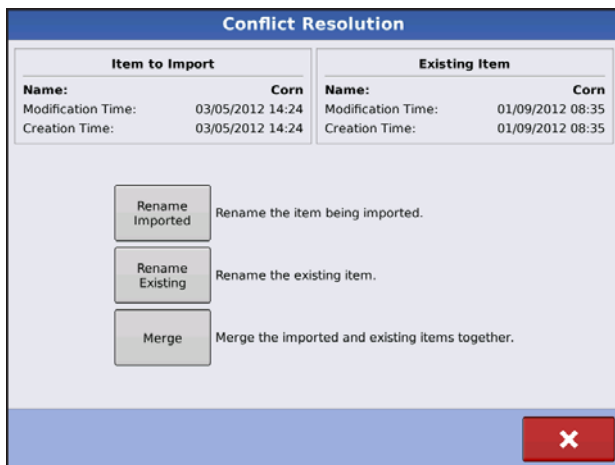 Conflict Resolution
Item to Import
Name: Corn
Modification Time: 03/05/2012 14:24
Creation Time: 03/05/2012 14:24
Existing Item
Name: Corn
Modification Time: 01/09/2012 08:35
Creation Time: 01/09/2012 08:35
Rename
Imported
Rename the item being imported.
Rename
Existing
Rename the existing item.
Merge
Merge the imported and existing items together.